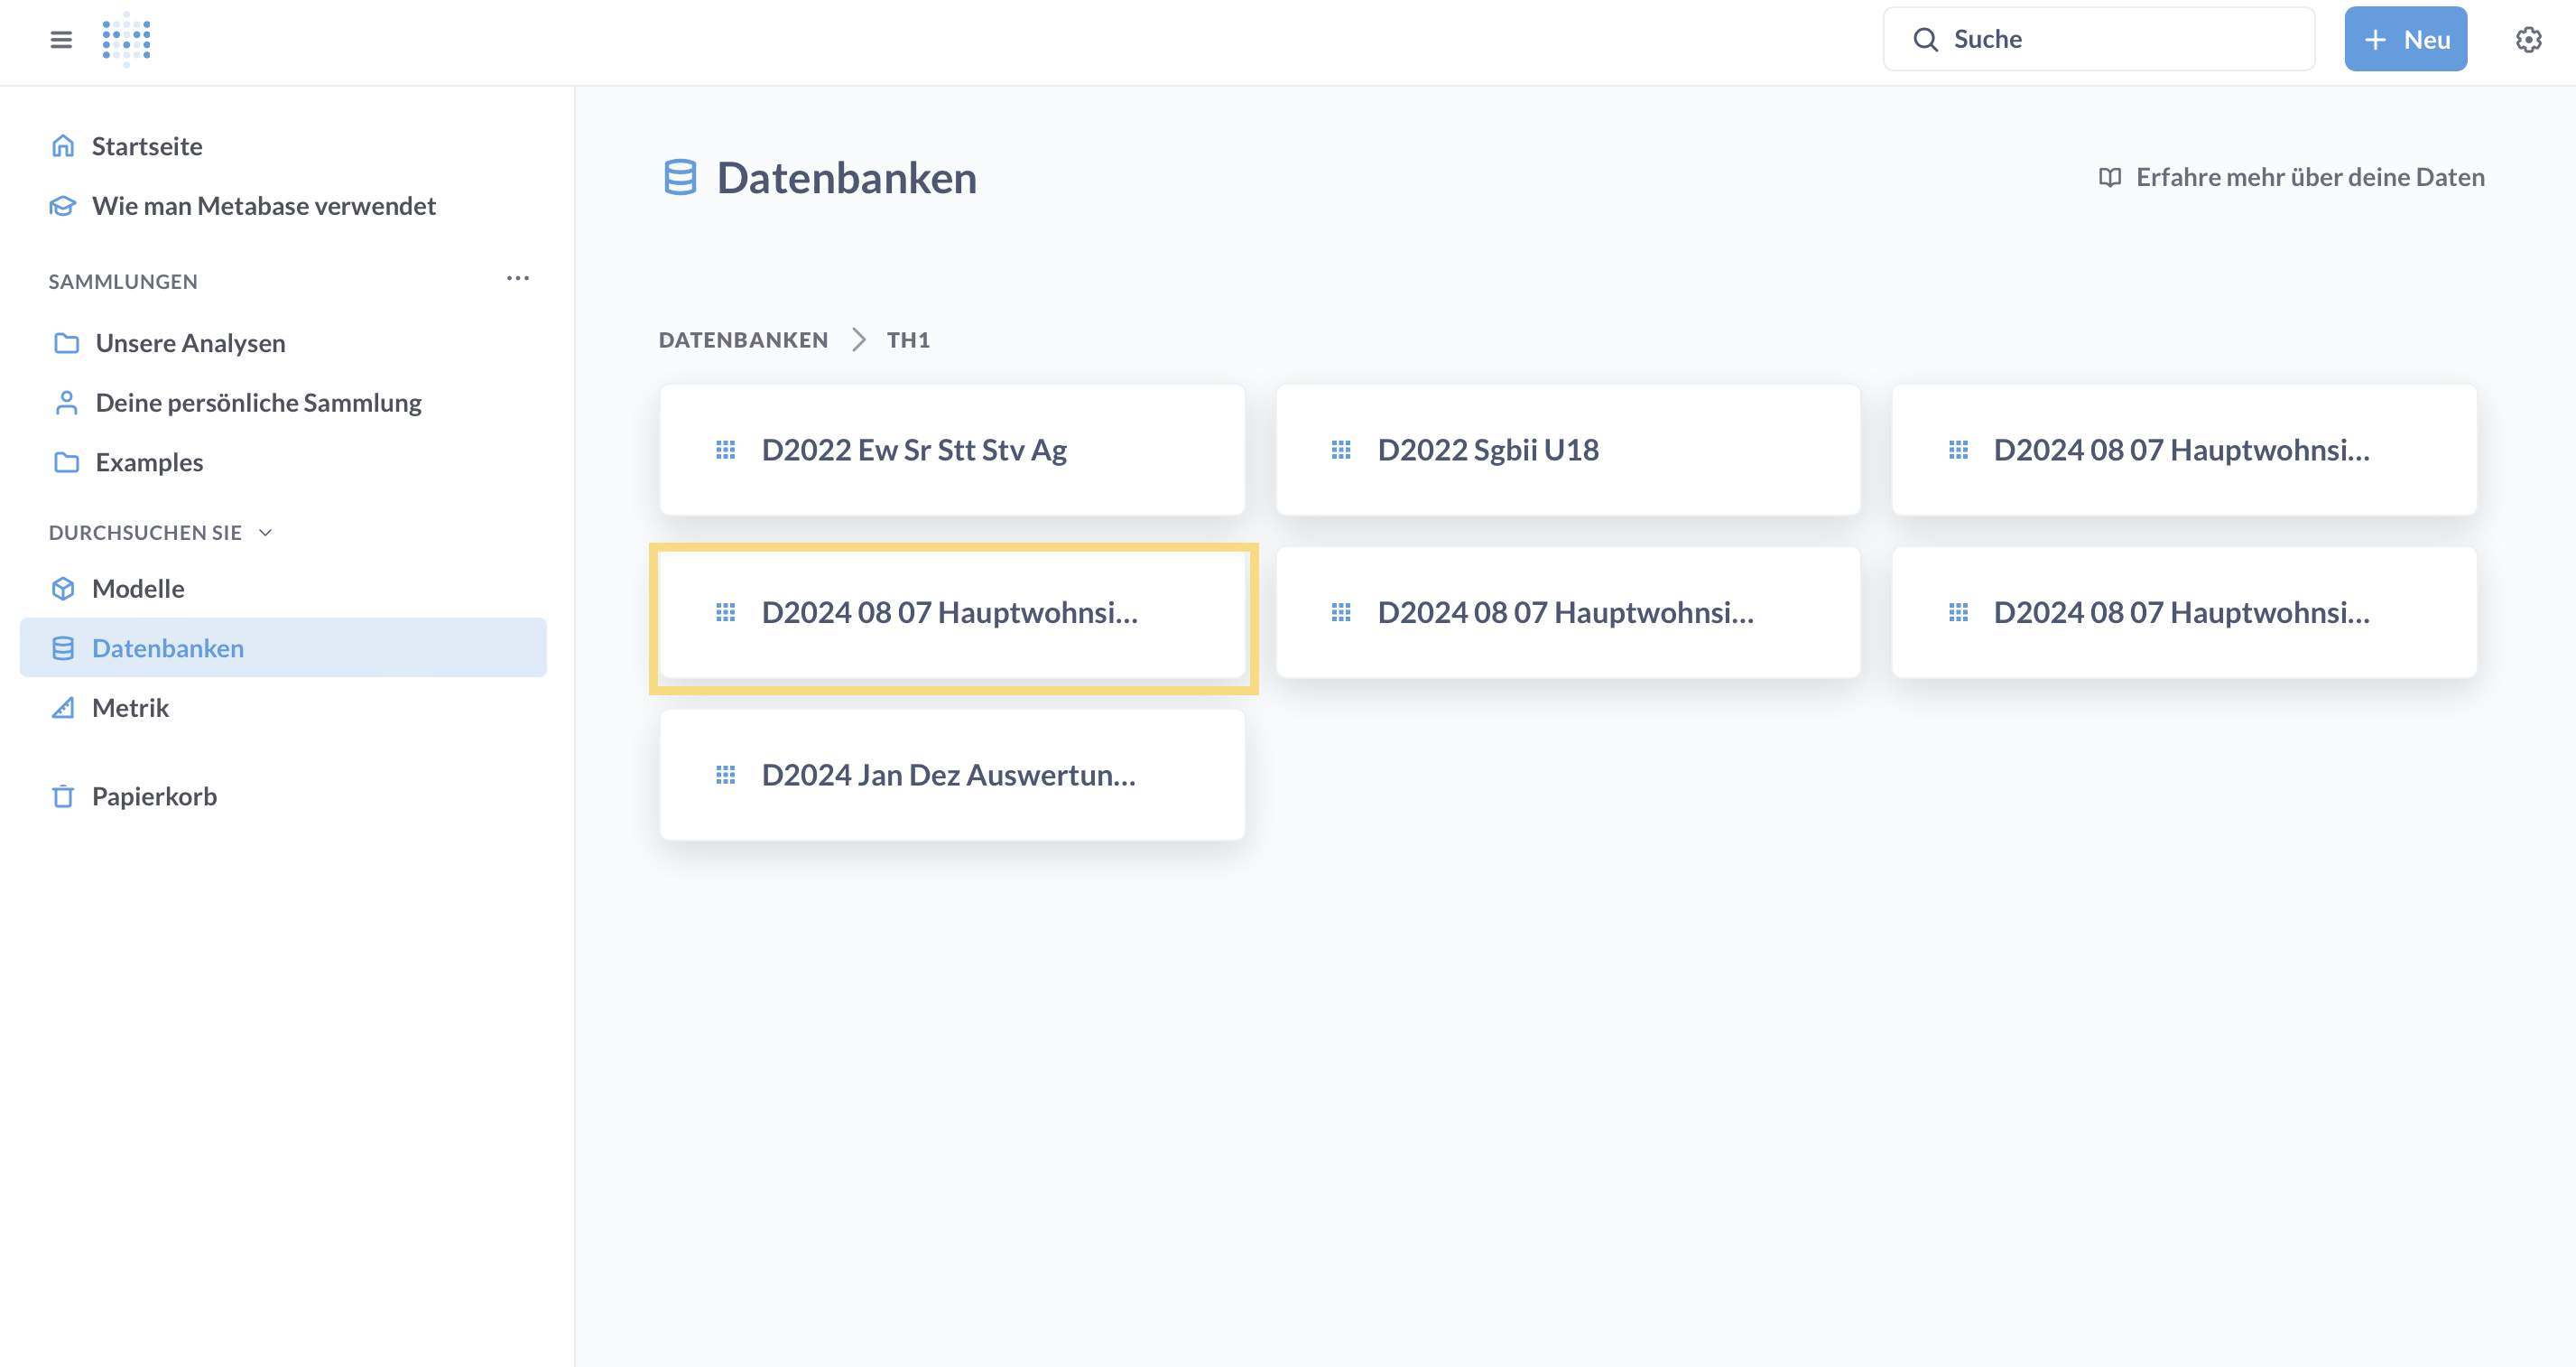 Suche
Neu
Startseite
Wie man Metabase verwendet
SAMMLUNGEN
Unsere Analysen
Deine persönliche Sammlung
Examples
DURCHSUCHEN SIE
Modelle
Datenbanken
Metrik
Papierkorb
Datenbanken
Erfahre mehr über deine Daten
DATENBANKEN > TH1
D2022 Ew Sr Stt Stv Ag
D2022 Sgbii U18
D2024 08 07 Hauptwohnsi...
D2024 08 07 Hauptwohnsi...
D2024 08 07 Hauptwohnsi...
D2024 08 07 Hauptwohnsi...
D2024 Jan Dez Auswertun...